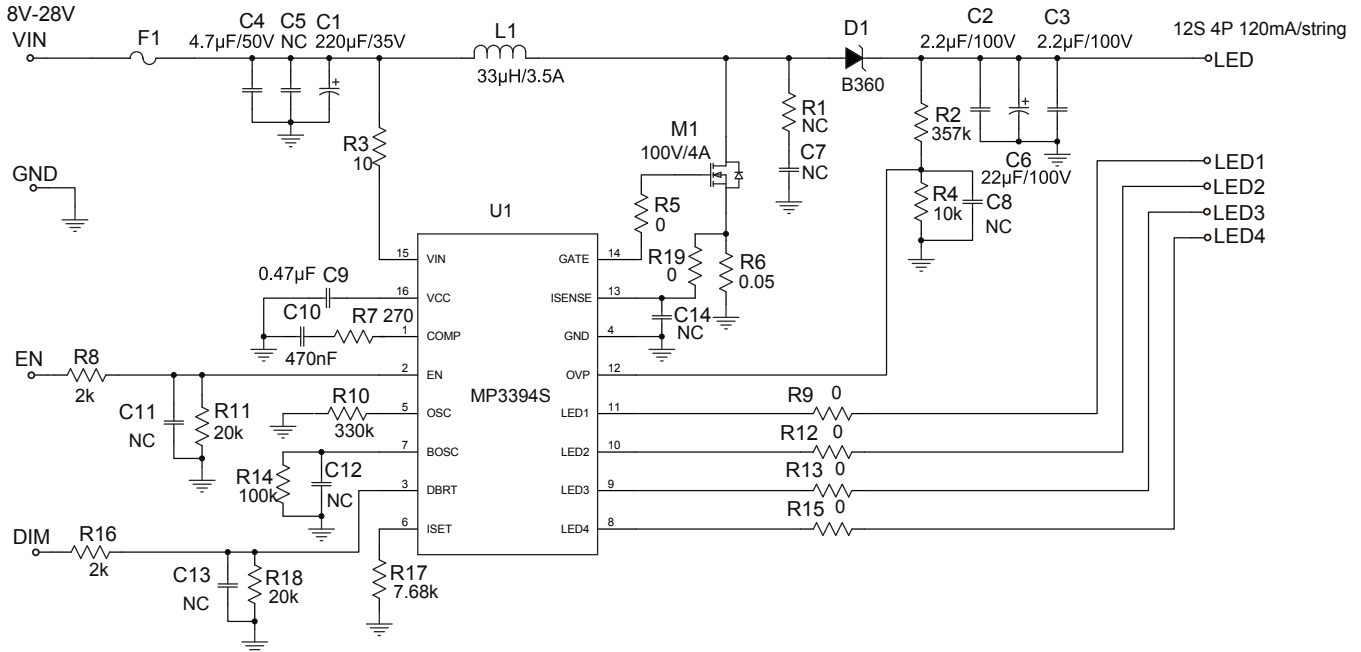 8V-28V
VIN
F1
C4
4.7µF/50V
C5
NC
C1
220µF/35V
+
L1
33µH/3.5A
D1
B360
C2
2.2µF/100V
C3
2.2µF/100V
12S 4P 120mA/string
LED
R3
10
M1
100V/4A
R1
NC
C7
NC
R2
357k
+
C6
22µF/100V
R4
10k
C8
NC
GND
LED1
LED2
LED3
LED4
U1
R5
0
R19
0
R6
0.05
C14
NC
0.47µF C9
C10
470nF
R7 270
EN
R8
2k
C11
NC
R11
20k
R10
330k
R14
100k
C12
NC
DIM
R16
2k
C13
NC
R18
20k
R17
7.68k
MP3394S
15 VIN
16 VCC
1 COMP
2 EN
5 OSC
7 BOSC
3 DBRT
6 ISET
GATE 14
ISENSE 13
GND 4
OVP 12
LED1 11
LED2 10
LED3 9
LED4 8
R9 0
R12 0
R13 0
R15 0